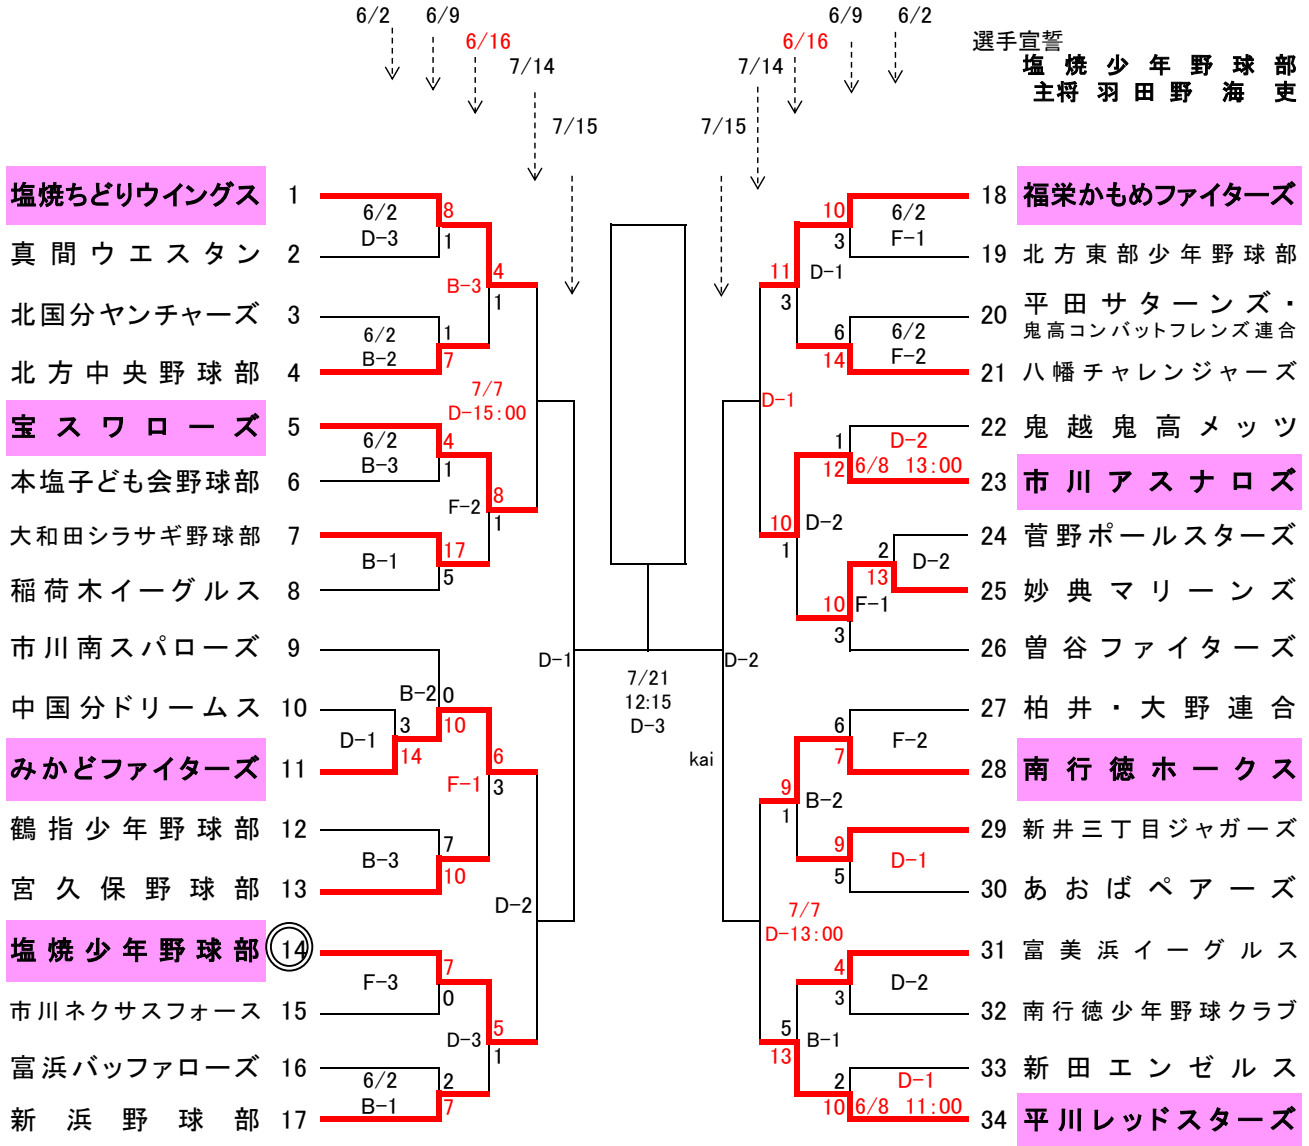 6/2 6/9 6/9 6/2
6/16 6/16 選手宣誓
7/14 7/14 塩焼少年野球部
主将 羽田野 海吏
7/15 7/15
塩焼ちどりウイングス 1
6/2
D-3
8
1
真間ウエスタン 2
4
B-3
1
北国分ヤンチャーズ 3
6/2
B-2
1
7
北方中央野球部 4
7/7
D-15:00
宝スワローズ 5
6/2
B-3
4
1
本塩子ども会野球部 6
8
F-2
1
大和田シラサギ野球部 7
B-1
17
5
稲荷木イーグルス 8
市川南スパローズ 9
D-1
B-2 0
10
中国分ドリームス 10
3
D-1
14
みかどファイターズ 11
6
F-1
3
鶴指少年野球部 12
7
B-3
10
宮久保野球部 13
D-2
塩焼少年野球部 14
7
F-3
0
市川ネクサスフォース 15
5
D-3
1
富浜バッファローズ 16
6/2
B-1
2
7
新浜野球部 17
7/21
12:15
D-3
kai
D-2
18 福栄かもめファイターズ
10
6/2
F-1
3
19 北方東部少年野球部
11
D-1
3
20 平田サターンズ・
鬼高コンバットフレンズ連合
6
6/2
F-2
14
21 八幡チャレンジャーズ
D-1
22 鬼越鬼高メッツ
1
D-2
12
6/8 13:00
23 市川アスナロズ
10
D-2
1
24 菅野ポールスターズ
2
D-2
13
25 妙典マリーンズ
10
F-1
3
26 曽谷ファイターズ
27 柏井・大野連合
6
F-2
7
28 南行徳ホークス
9
B-2
1
29 新井三丁目ジャガーズ
9
D-1
5
30 あおばベアーズ
7/7
D-13:00
31 富美浜イーグルス
4
D-2
3
32 南行徳少年野球クラブ
5
B-1
13
33 新田エンゼルス
2
D-1
10
6/8 11:00
34 平川レッドスターズ